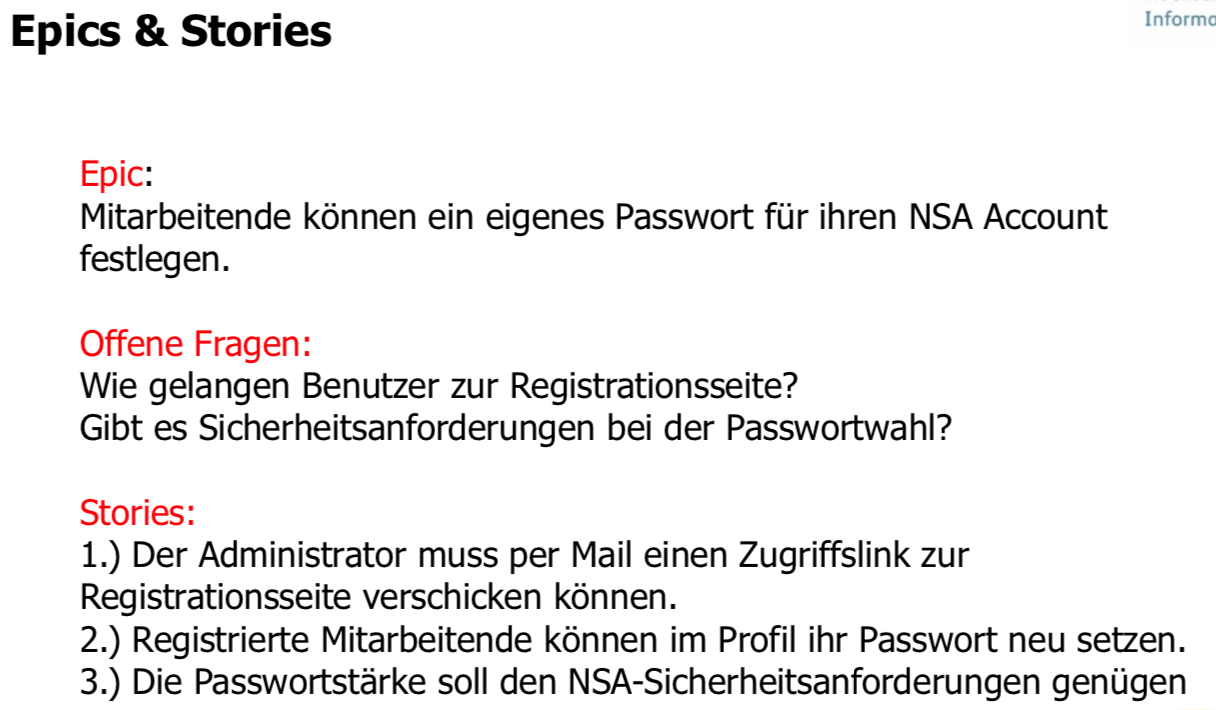 Epics & Stories
Epic:
Mitarbeitende können ein eigenes Passwort für ihren NSA Account
festlegen.
Offene Fragen:
Wie gelangen Benutzer zur Registrationsseite?
Gibt es Sicherheitsanforderungen bei der Passwortwahl?
Stories:
1.) Der Administrator muss per Mail einen Zugriffslink zur
Registrationsseite verschicken können.
2.) Registrierte Mitarbeitende können im Profil ihr Passwort neu setzen.
3.) Die Passwortstärke soll den NSA-Sicherheitsanforderungen genügen